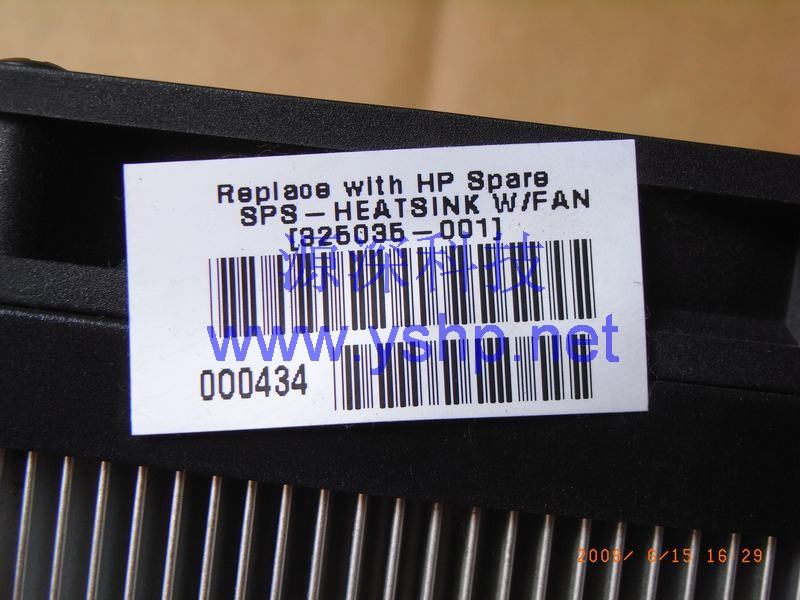 Replace with HP Spare
SPS-HEATSINK W/FAN
[325035-001]
源深科技
www.yshp.net
000434
2009/ 6/15 16 29